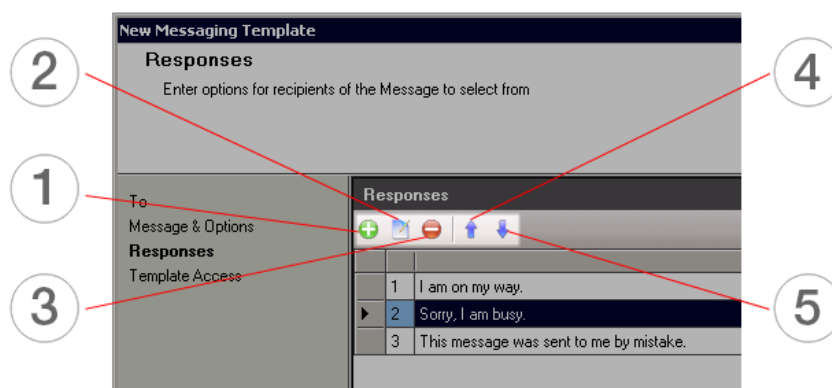 New Messaging Template
Responses
Enter options for recipients of the Message to select from
2
4
1
3
5
To
Message & Options
Responses
Template Access
Responses
1 I am on my way.
2 Sorry, I am busy.
3 This message was sent to me by mistake.